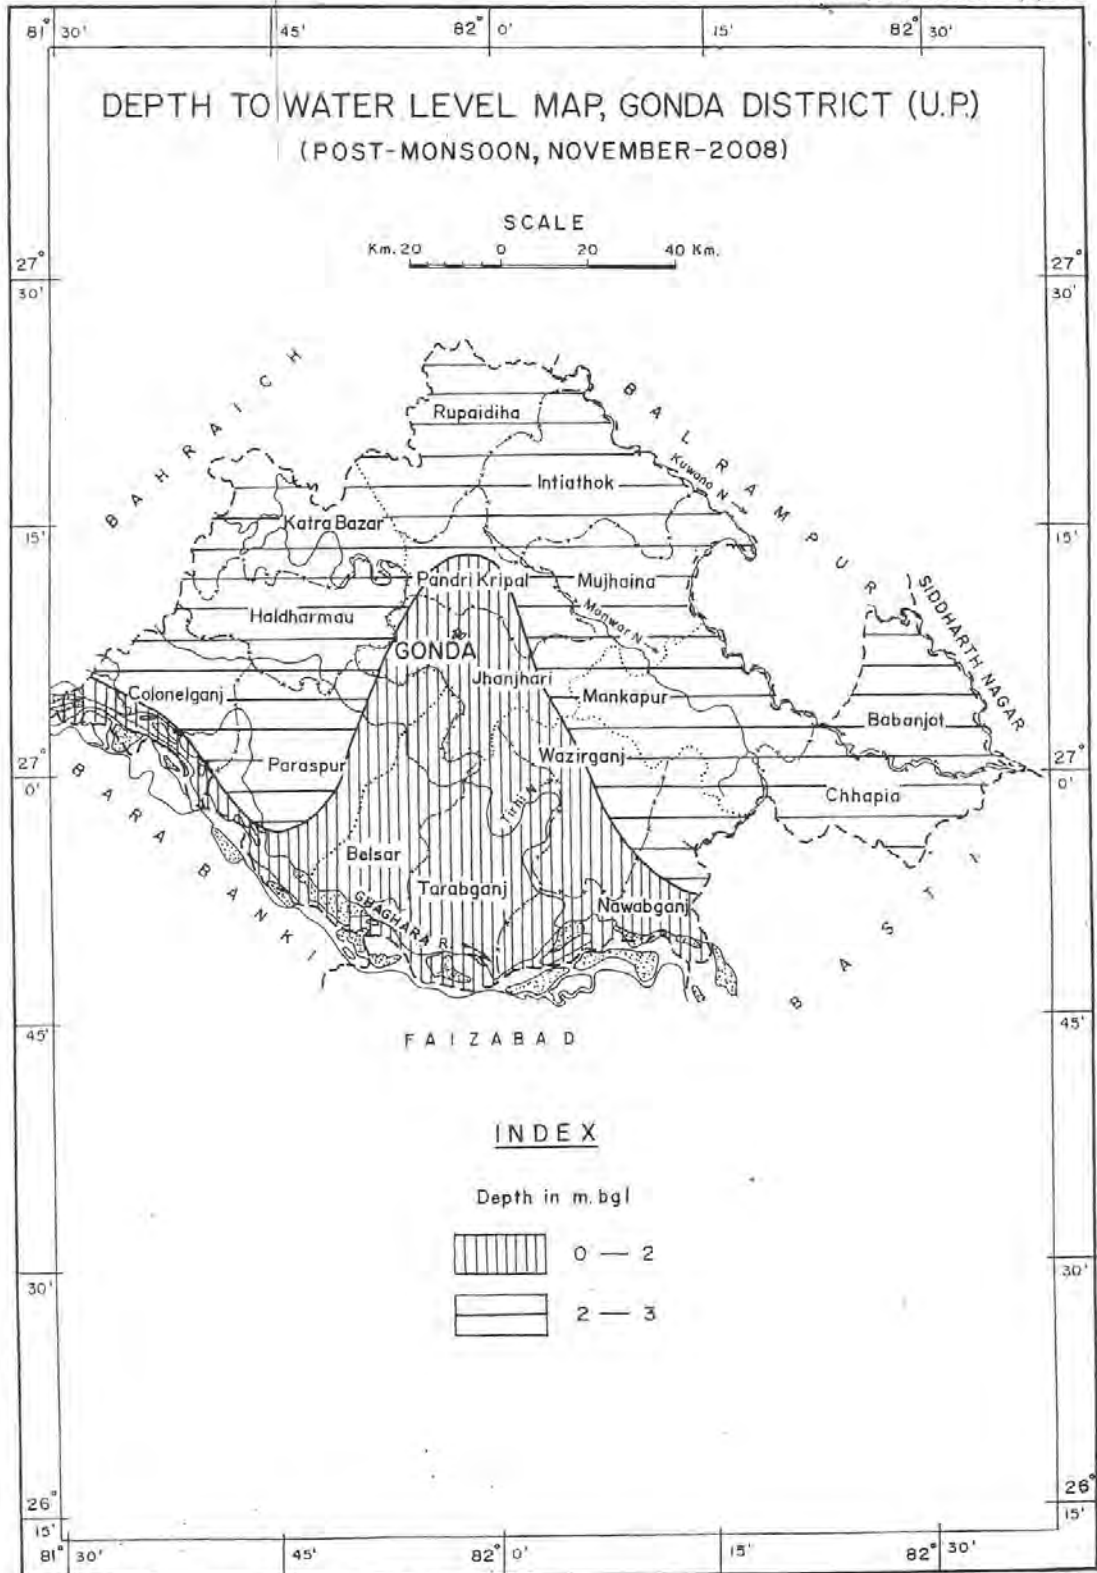 81° 30' 45' 82° 0' 15' 82° 30'
DEPTH TO WATER LEVEL MAP, GONDA DISTRICT (U.P.)
(POST-MONSOON, NOVEMBER-2008)
SCALE
Km. 20 0 20 40 Km.
27° 30' 27° 30'
BAHRAICH
BALRAMPUR
Rupaidiha
Kuwano N
Intiathok
15' Katra Bazar 15'
Pandri Kripal Mujhaina
SIDDHARTH NAGAR
Haldharmau
Monwar N
GONDA
Jhanjhari
Colonelganj Mankapur
Babanjot
Wazirganj
Paraspur
27° 0' 27° 0'
Chhapia
Tirhi N
BARA BANKI
Belsar
Tarabganj
Nawabganj
GHAGHARA R.
BASTI
45' 45'
FAIZABAD
INDEX
Depth in m. bgl
0 — 2
30' 30'
2 — 3
26° 15' 26° 15'
81° 30' 45' 82° 0' 15' 82° 30'